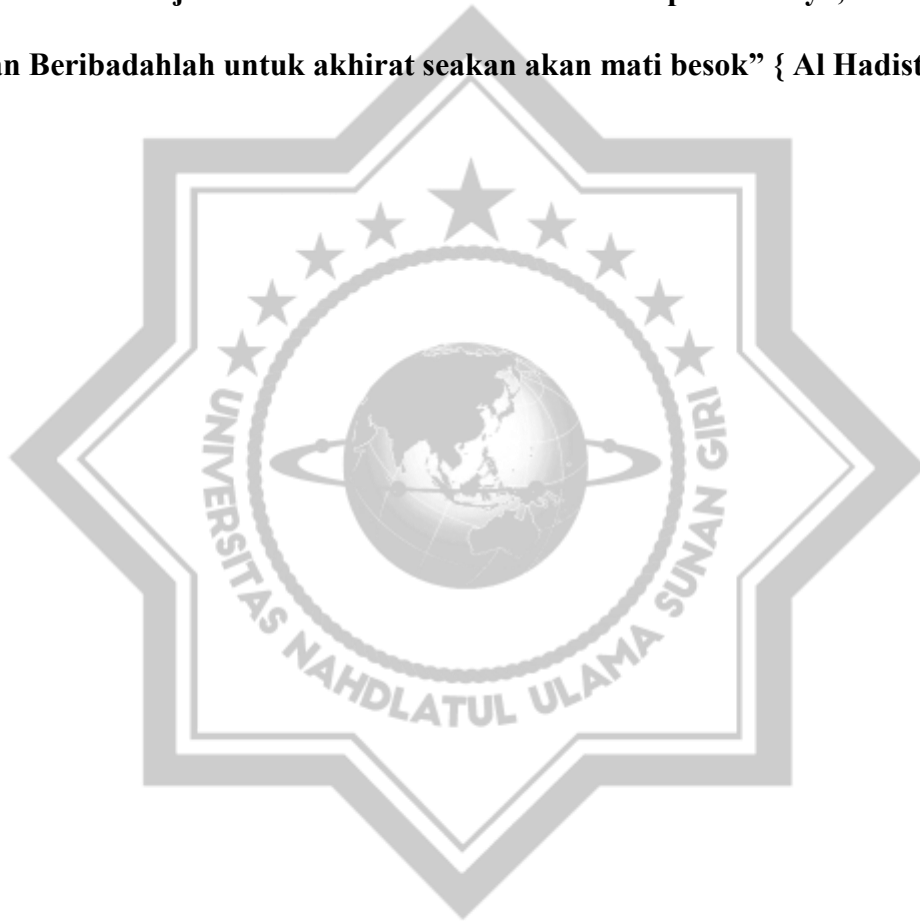 an Beribadahlah untuk akhirat seakan akan mati besok” { Al Hadist
UNIVERSITAS NAHDLATUL ULAMA SUNAN GIRI